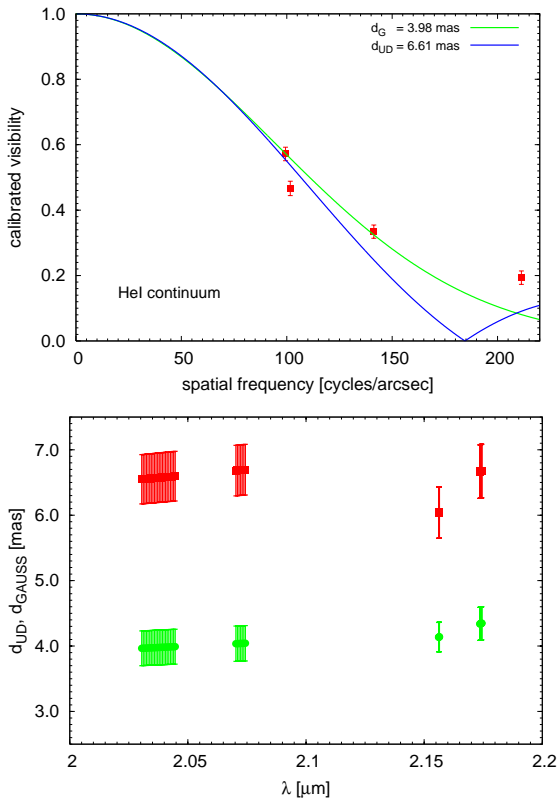 d_G = 3.98 mas
d_UD = 6.61 mas
1.0
0.8
0.6
0.4
0.2
0.0
calibrated visibility
HeI continuum
0 50 100 150 200
spatial frequency [cycles/arcsec]
7.0
6.0
5.0
4.0
3.0
d_UD, d_GAUSS [mas]
2 2.05 2.1 2.15 2.2
λ [μm]